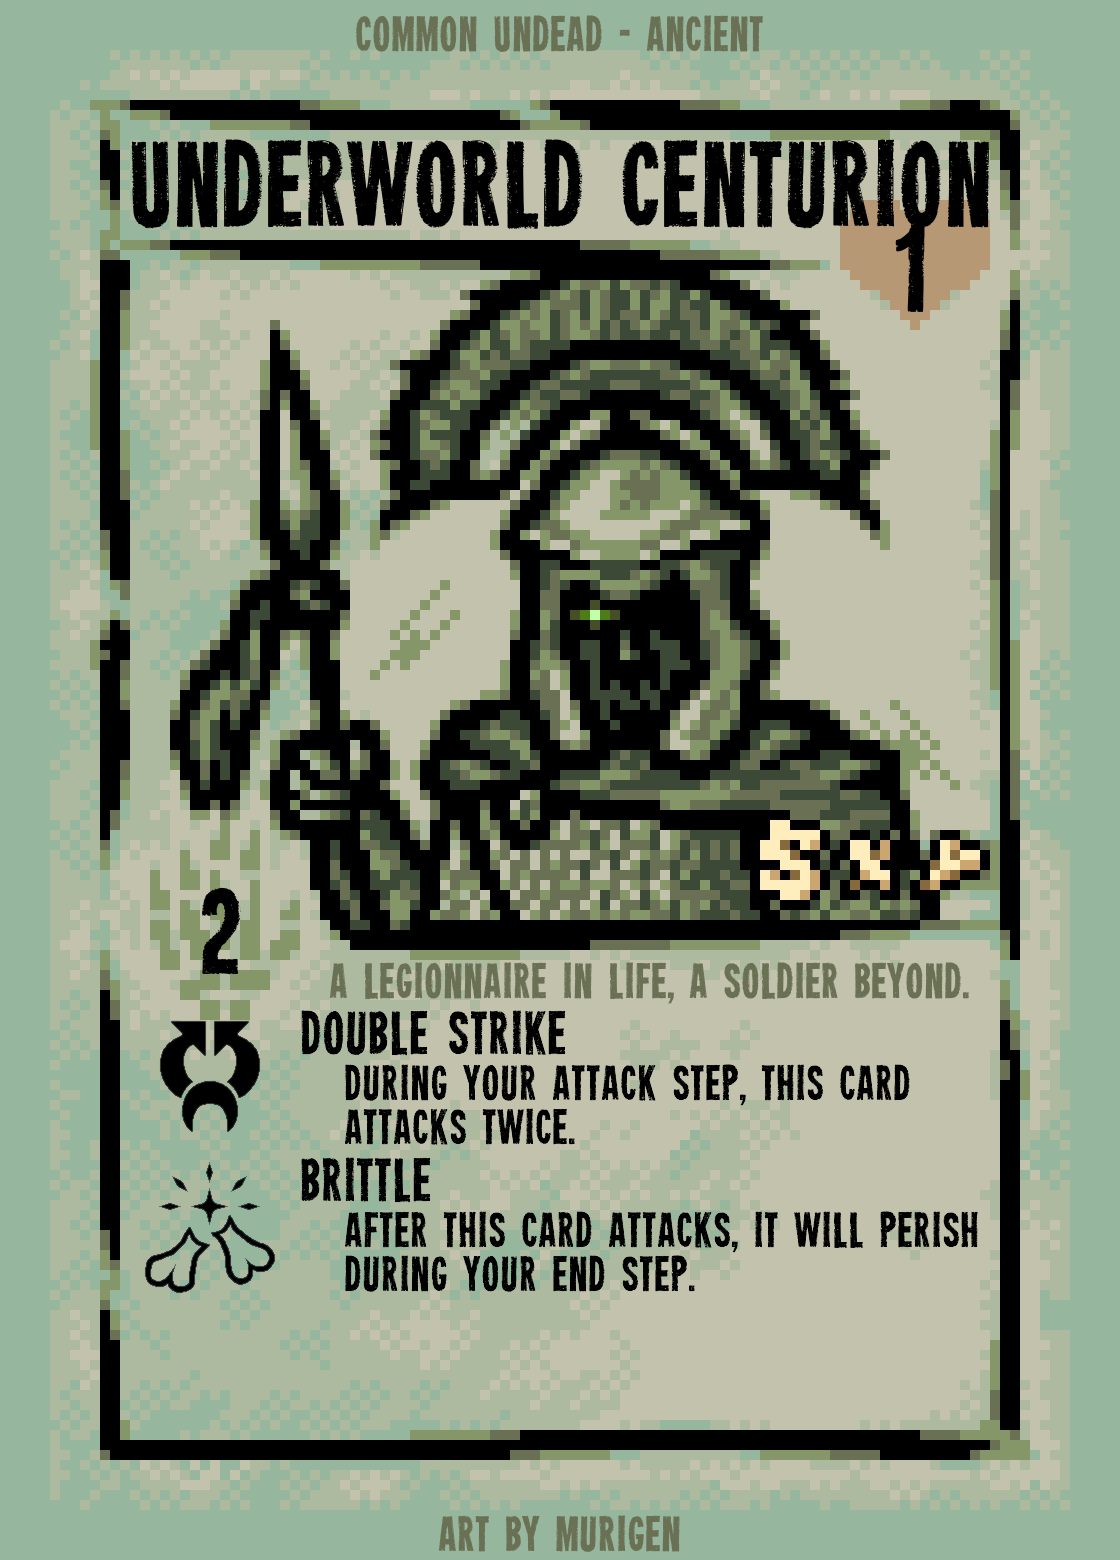 COMMON UNDEAD - ANCIENT
UNDERWORLD CENTURION
1
SXY
2
A LEGIONNAIRE IN LIFE, A SOLDIER BEYOND.
DOUBLE STRIKE
DURING YOUR ATTACK STEP, THIS CARD
ATTACKS TWICE.
BRITTLE
AFTER THIS CARD ATTACKS, IT WILL PERISH
DURING YOUR END STEP.
ART BY MURIGEN